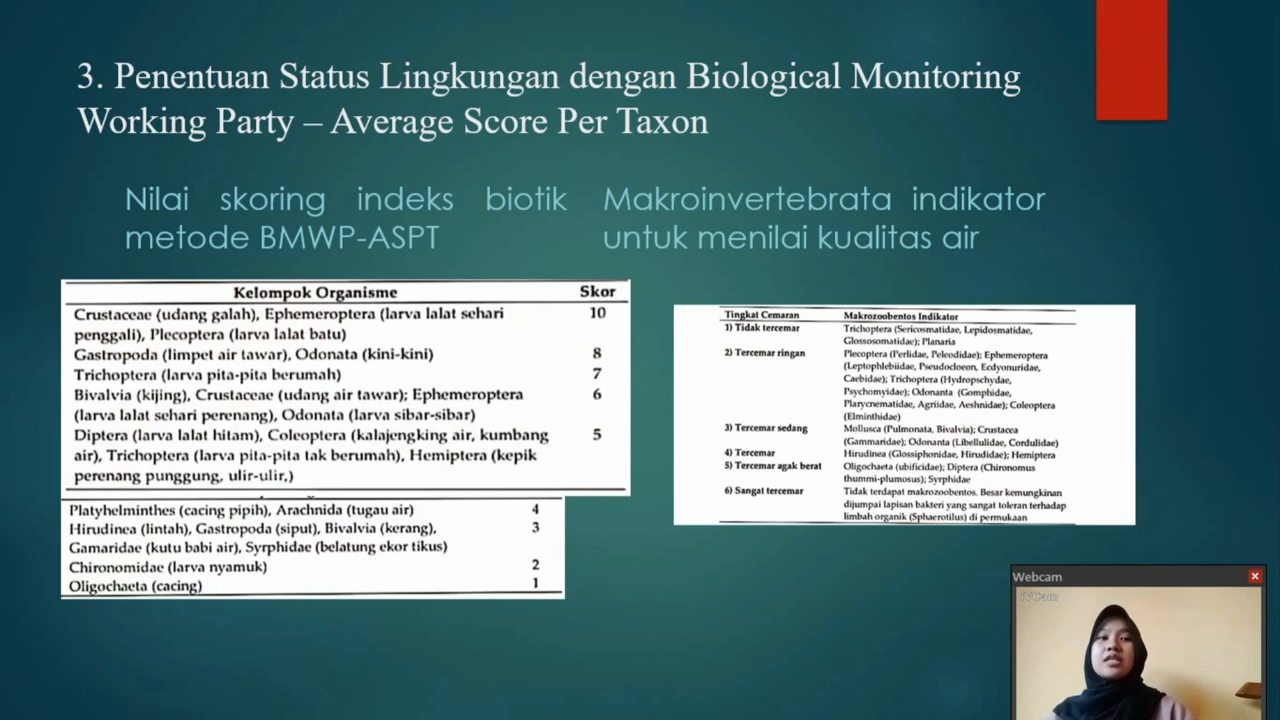 3. Penentuan Status Lingkungan dengan Biological Monitoring
Working Party – Average Score Per Taxon
Nilai skoring indeks biotik
metode BMWP-ASPT
Makroinvertebrata indikator
untuk menilai kualitas air
Kelompok Organisme Skor
Crustaceae (udang galah), Ephemeroptera (larva lalat sehari 10
penggali), Plecoptera (larva lalat batu)
Gastropoda (limpet air tawar), Odonata (kini-kini) 8
Trichoptera (larva pita-pita berumah) 7
Bivalvia (kijing), Crustaceae (udang air tawar); Ephemeroptera 6
(larva lalat sehari perenang), Odonata (larva sibar-sibar)
Diptera (larva lalat hitam), Coleoptera (kalajengking air, kumbang 5
air), Trichoptera (larva pita-pita tak berumah), Hemiptera (kepik
perenang punggung, ulir-ulir,)
Platyhelminthes (cacing pipih), Arachnida (tugau air) 4
Hirudinea (lintah), Gastropoda (siput), Bivalvia (kerang), 3
Gamaridae (kutu babi air), Syrphidae (belatung ekor tikus)
Chironomidae (larva nyamuk) 2
Oligochaeta (cacing) 1
Tingkat Cemaran Makrozoobentos Indikator
1) Tidak tercemar Trichoptera (Sericosmatidae, Lepidosmatidae,
Glossosomatidae); Planaria
2) Tercemar ringan Plecoptera (Perlidae, Peleodidae); Ephemeroptera
(Leptophlebiidae, Pseudocloeon, Ecdyonuridae,
Caebidae); Trichoptera (Hydropschydae,
Psychomyidae); Odonanta (Gomphidae,
Plarycnematidae, Agriidae, Aeshnidae); Coleoptera
(Elminthidae)
3) Tercemar sedang Mollusca (Pulmonata, Bivalvia); Crustacea
(Gammaridae); Odonanta (Libellulidae, Cordulidae)
4) Tercemar Hirudinea (Glossiphonidae, Hirudidae); Hemiptera
5) Tercemar agak berat Oligochaeta (ubificidae); Diptera (Chironomus
thummi-plumosus); Syrphidae
6) Sangat tercemar Tidak terdapat makrozoobentos. Besar kemungkinan
dijumpai lapisan bakteri yang sangat toleran terhadap
limbah organik (Sphaerotilus) di permukaan
Webcam
iVCam